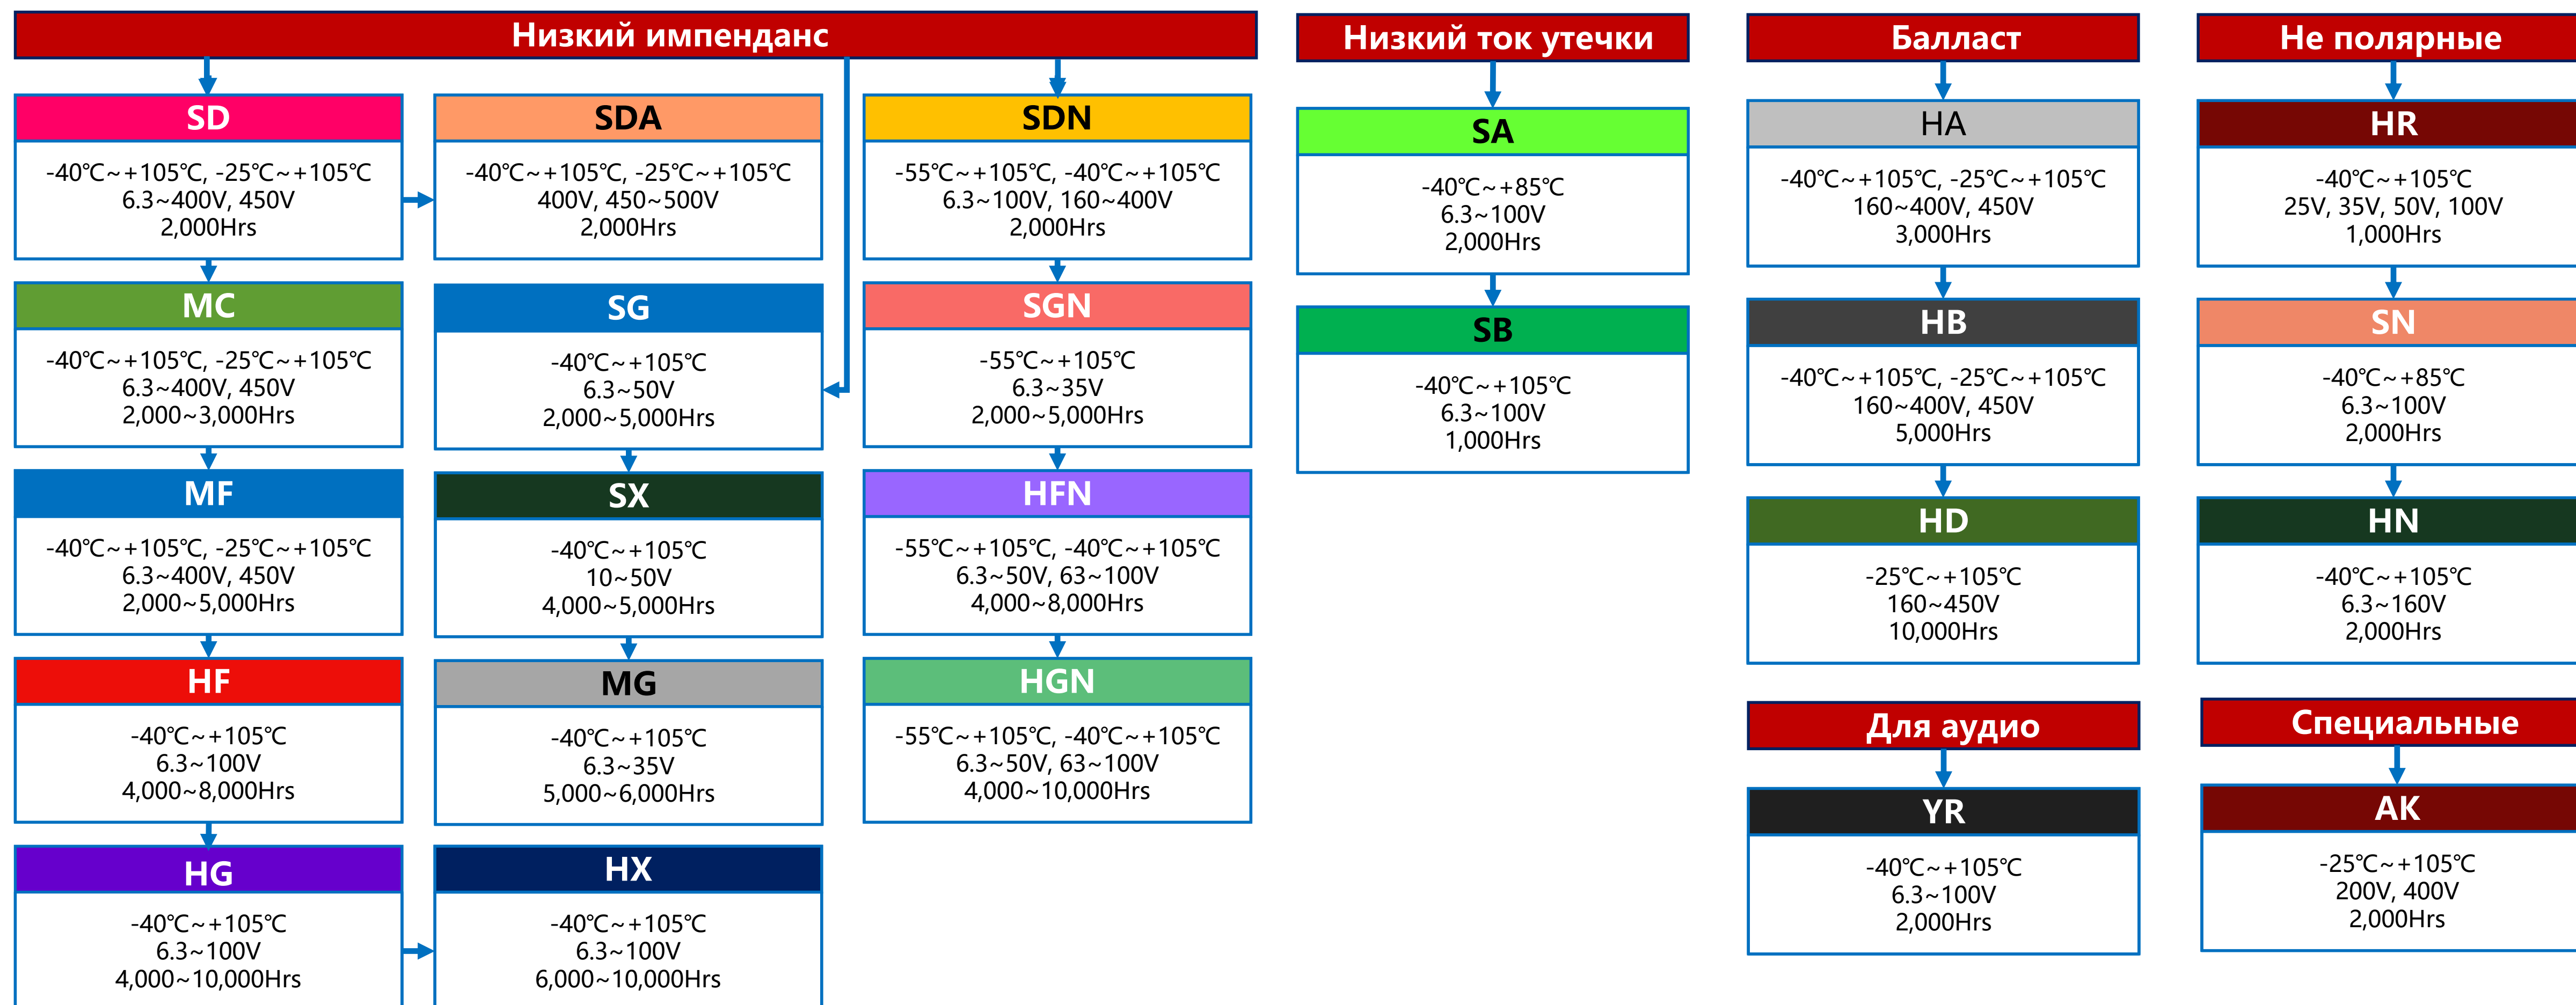 Низкий импенданс
SD
-40℃~+105℃, -25℃~+105℃
6.3~400V, 450V
2,000Hrs
SDA
-40℃~+105℃, -25℃~+105℃
400V, 450~500V
2,000Hrs
SDN
-55℃~+105℃, -40℃~+105℃
6.3~100V, 160~400V
2,000Hrs
MC
-40℃~+105℃, -25℃~+105℃
6.3~400V, 450V
2,000~3,000Hrs
SG
-40℃~+105℃
6.3~50V
2,000~5,000Hrs
SGN
-55℃~+105℃
6.3~35V
2,000~5,000Hrs
MF
-40℃~+105℃, -25℃~+105℃
6.3~400V, 450V
2,000~5,000Hrs
SX
-40℃~+105℃
10~50V
4,000~5,000Hrs
HFN
-55℃~+105℃, -40℃~+105℃
6.3~50V, 63~100V
4,000~8,000Hrs
HF
-40℃~+105℃
6.3~100V
4,000~8,000Hrs
MG
-40℃~+105℃
6.3~35V
5,000~6,000Hrs
HGN
-55℃~+105℃, -40℃~+105℃
6.3~50V, 63~100V
4,000~10,000Hrs
HG
-40℃~+105℃
6.3~100V
4,000~10,000Hrs
HX
-40℃~+105℃
6.3~100V
6,000~10,000Hrs
Низкий ток утечки
SA
-40℃~+85℃
6.3~100V
2,000Hrs
SB
-40℃~+105℃
6.3~100V
1,000Hrs
Балласт
HA
-40℃~+105℃, -25℃~+105℃
160~400V, 450V
3,000Hrs
HB
-40℃~+105℃, -25℃~+105℃
160~400V, 450V
5,000Hrs
HD
-25℃~+105℃
160~450V
10,000Hrs
Для аудио
YR
-40℃~+105℃
6.3~100V
2,000Hrs
Не полярные
HR
-40℃~+105℃
25V, 35V, 50V, 100V
1,000Hrs
SN
-40℃~+85℃
6.3~100V
2,000Hrs
HN
-40℃~+105℃
6.3~160V
2,000Hrs
Специальные
AK
-25℃~+105℃
200V, 400V
2,000Hrs